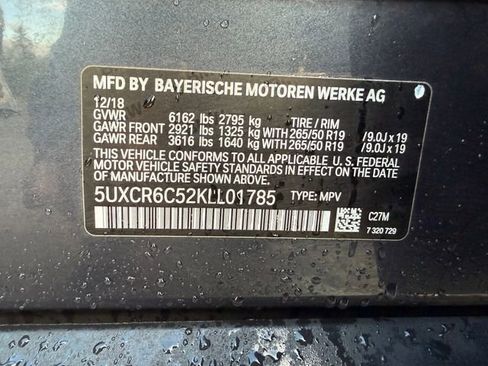 MFD BY BAYERISCHE MOTOREN WERKE AG
12/18
GVWR 6162 lbs 2795 kg TIRE / RIM
GAWR FRONT 2921 lbs 1325 kg WITH 265/50 R19 /9.0J x 19
GAWR REAR 3616 lbs 1640 kg WITH 265/50 R19 /9.0J x 19
THIS VEHICLE CONFORMS TO ALL APPLICABLE U.S. FEDERAL
MOTOR VEHICLE SAFETY STANDARDS IN EFFECT ON THE DATE
OF MANUFACTURE SHOWN ABOVE.
5UXCR6C52KLL01785 TYPE: MPV
C27M
7 320 729